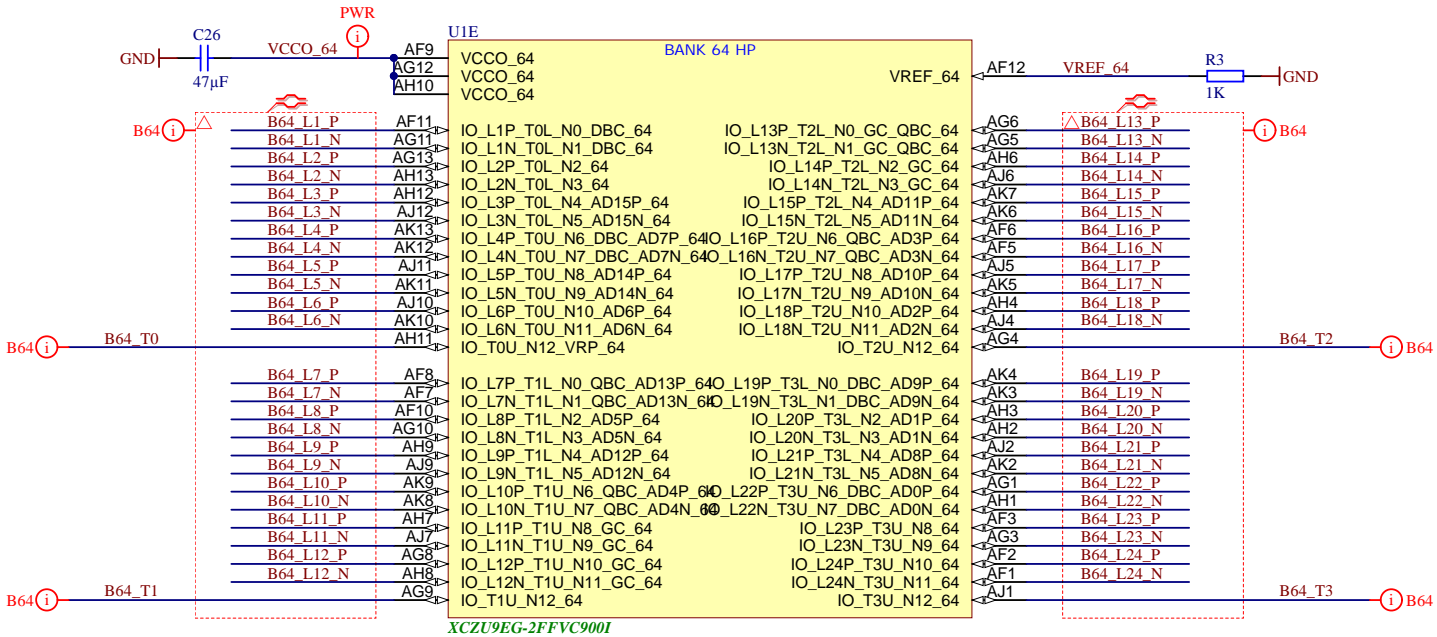 PWR
C26
VCCO_64
GND
47µF
U1E
BANK 64 HP
AF9 VCCO_64
AG12 VCCO_64
AH10 VCCO_64
VREF_64 AF12 VREF_64
R3
1K
GND
B64
B64_L1_P AF11 IO_L1P_T0L_N0_DBC_64
B64_L1_N AG11 IO_L1N_T0L_N1_DBC_64
B64_L2_P AG13 IO_L2P_T0L_N2_64
B64_L2_N AH13 IO_L2N_T0L_N3_64
B64_L3_P AH12 IO_L3P_T0L_N4_AD15P_64
B64_L3_N AJ12 IO_L3N_T0L_N5_AD15N_64
B64_L4_P AK13 IO_L4P_T0U_N6_DBC_AD7P_64
B64_L4_N AK12 IO_L4N_T0U_N7_DBC_AD7N_64
B64_L5_P AJ11 IO_L5P_T0U_N8_AD14P_64
B64_L5_N AK11 IO_L5N_T0U_N9_AD14N_64
B64_L6_P AJ10 IO_L6P_T0U_N10_AD6P_64
B64_L6_N AK10 IO_L6N_T0U_N11_AD6N_64
B64 B64_T0 AH11 IO_T0U_N12_VRP_64
B64_L7_P AF8 IO_L7P_T1L_N0_QBC_AD13P_64
B64_L7_N AF7 IO_L7N_T1L_N1_QBC_AD13N_64
B64_L8_P AF10 IO_L8P_T1L_N2_AD5P_64
B64_L8_N AG10 IO_L8N_T1L_N3_AD5N_64
B64_L9_P AH9 IO_L9P_T1L_N4_AD12P_64
B64_L9_N AJ9 IO_L9N_T1L_N5_AD12N_64
B64_L10_P AK9 IO_L10P_T1U_N6_QBC_AD4P_64
B64_L10_N AK8 IO_L10N_T1U_N7_QBC_AD4N_64
B64_L11_P AH7 IO_L11P_T1U_N8_GC_64
B64_L11_N AJ7 IO_L11N_T1U_N9_GC_64
B64_L12_P AG8 IO_L12P_T1U_N10_GC_64
B64_L12_N AH8 IO_L12N_T1U_N11_GC_64
B64 B64_T1 AG9 IO_T1U_N12_64
IO_L13P_T2L_N0_GC_QBC_64 AG6 B64_L13_P
B64
IO_L13N_T2L_N1_GC_QBC_64 AG5 B64_L13_N
IO_L14P_T2L_N2_GC_64 AH6 B64_L14_P
IO_L14N_T2L_N3_GC_64 AJ6 B64_L14_N
IO_L15P_T2L_N4_AD11P_64 AK7 B64_L15_P
IO_L15N_T2L_N5_AD11N_64 AK6 B64_L15_N
IO_L16P_T2U_N6_QBC_AD3P_64 AF6 B64_L16_P
IO_L16N_T2U_N7_QBC_AD3N_64 AF5 B64_L16_N
IO_L17P_T2U_N8_AD10P_64 AJ5 B64_L17_P
IO_L17N_T2U_N9_AD10N_64 AK5 B64_L17_N
IO_L18P_T2U_N10_AD2P_64 AH4 B64_L18_P
IO_L18N_T2U_N11_AD2N_64 AJ4 B64_L18_N
IO_T2U_N12_64 AG4 B64_T2 B64
IO_L19P_T3L_N0_DBC_AD9P_64 AK4 B64_L19_P
IO_L19N_T3L_N1_DBC_AD9N_64 AK3 B64_L19_N
IO_L20P_T3L_N2_AD1P_64 AH3 B64_L20_P
IO_L20N_T3L_N3_AD1N_64 AH2 B64_L20_N
IO_L21P_T3L_N4_AD8P_64 AJ2 B64_L21_P
IO_L21N_T3L_N5_AD8N_64 AK2 B64_L21_N
IO_L22P_T3U_N6_DBC_AD0P_64 AG1 B64_L22_P
IO_L22N_T3U_N7_DBC_AD0N_64 AH1 B64_L22_N
IO_L23P_T3U_N8_64 AF3 B64_L23_P
IO_L23N_T3U_N9_64 AG3 B64_L23_N
IO_L24P_T3U_N10_64 AF2 B64_L24_P
IO_L24N_T3U_N11_64 AF1 B64_L24_N
IO_T3U_N12_64 AJ1 B64_T3 B64
XCZU9EG-2FFVC900I